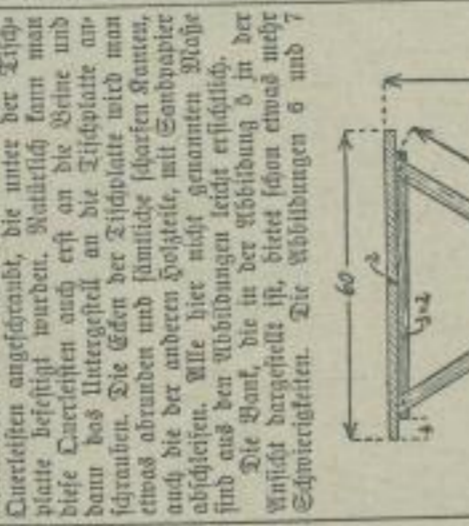 Querleisten angeschraubt, die unter der Tisch-
platte befestigt wurden. Natürlich kann man
diese Querleisten auch erst an die Beine und
dann das Untergestell an die Tischplatte an-
schrauben. Die Ecken der Tischplatte wird man
etwas abrunden und sämtliche scharfen Kanten,
auch die der anderen Holzteile, mit Sandpapier
abschleifen. Alle hier nicht genannten Maße
sind aus den Abbildungen leicht ersichtlich.
Die Bank, die in der Abbildung 5 in der
Ansicht dargestellt ist, bietet schon etwas mehr
Schwierigkeiten. Die Abbildungen 6 und 7
60
2
3×2
4